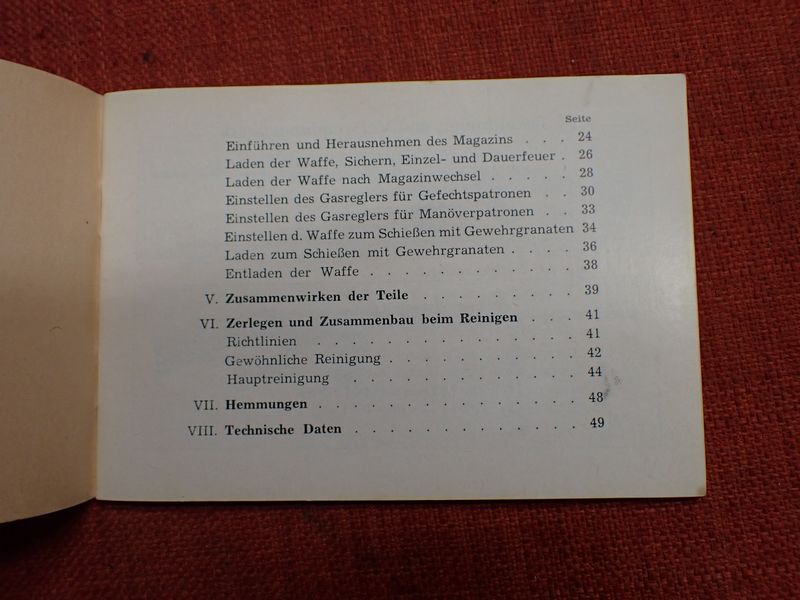 Seite
Einführen und Herausnehmen des Magazins . . . 24
Laden der Waffe, Sichern, Einzel- und Dauerfeuer . 26
Laden der Waffe nach Magazinwechsel . . . . . 28
Einstellen des Gasreglers für Gefechtspatronen . . 30
Einstellen des Gasreglers für Manöverpatronen . . 33
Einstellen d. Waffe zum Schießen mit Gewehrgranaten 34
Laden zum Schießen mit Gewehrgranaten . . . . 36
Entladen der Waffe . . . . . . . . . . . . 38
V. Zusammenwirken der Teile . . . . . . . . . 39
VI. Zerlegen und Zusammenbau beim Reinigen . . . 41
Richtlinien . . . . . . . . . . . . . . 41
Gewöhnliche Reinigung . . . . . . . . . . . 42
Hauptreinigung . . . . . . . . . . . . . 44
VII. Hemmungen . . . . . . . . . . . . . . . 48
VIII. Technische Daten . . . . . . . . . . . . . 49